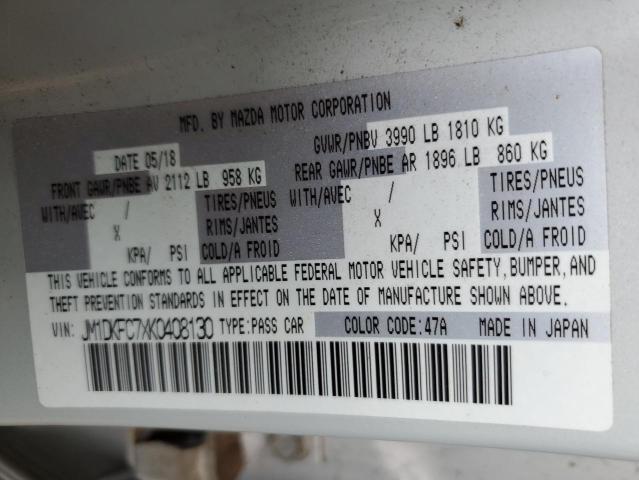 MFD. BY MAZDA MOTOR CORPORATION
DATE 05/18 GVWR/PNBV 3990 LB 1810 KG
FRONT GAWR/PNBE AV 2112 LB 958 KG REAR GAWR/PNBE AR 1896 LB 860 KG
WITH/AVEC / TIRES/PNEUS WITH/AVEC / TIRES/PNEUS
X RIMS/JANTES X RIMS/JANTES
KPA/ PSI COLD/A FROID KPA/ PSI COLD/A FROID
THIS VEHICLE CONFORMS TO ALL APPLICABLE FEDERAL MOTOR VEHICLE SAFETY, BUMPER, AND
THEFT PREVENTION STANDARDS IN EFFECT ON THE DATE OF MANUFACTURE SHOWN ABOVE.
VIN: JM1DKFC7XK0408130 TYPE:PASS CAR COLOR CODE:47A MADE IN JAPAN